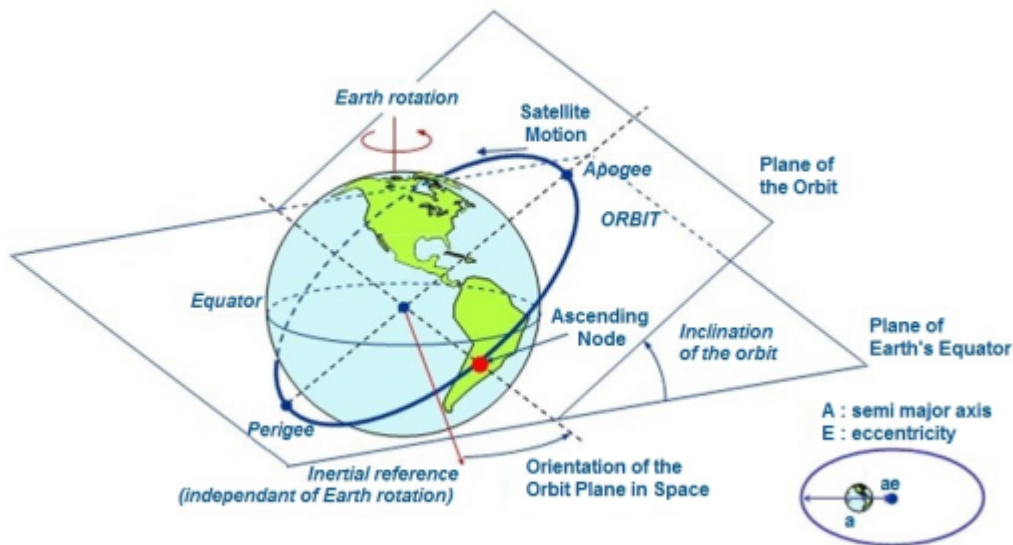 Earth rotation
Satellite
Motion
Apogee
Plane of
the Orbit
ORBIT
Equator
Ascending
Node
Inclination
of the orbit
Plane of
Earth's Equator
Perigee
A : semi major axis
E : eccentricity
Inertial reference
(independant of Earth rotation)
Orientation of the
Orbit Plane in Space
ae
a